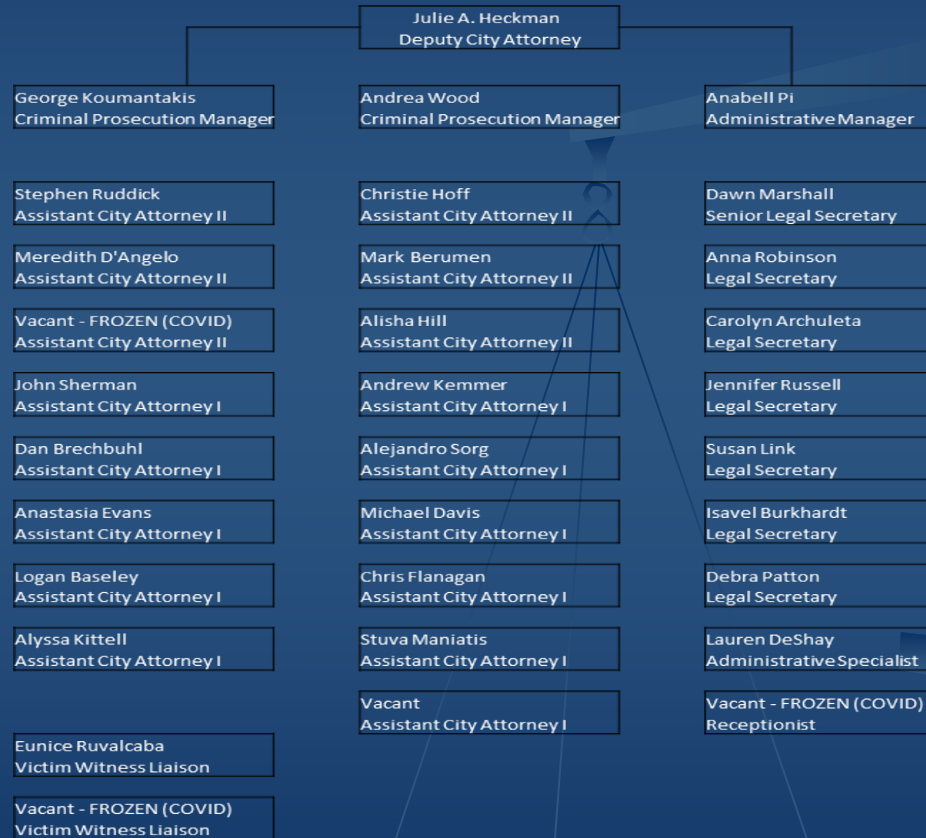 Julie A. Heckman
Deputy City Attorney
George Koumantakis
Criminal Prosecution Manager
Stephen Ruddick
Assistant City Attorney II
Meredith D'Angelo
Assistant City Attorney II
Vacant - FROZEN (COVID)
Assistant City Attorney II
John Sherman
Assistant City Attorney I
Dan Brechbuhl
Assistant City Attorney I
Anastasia Evans
Assistant City Attorney I
Logan Baseley
Assistant City Attorney I
Alyssa Kittell
Assistant City Attorney I
Eunice Ruvalcaba
Victim Witness Liaison
Vacant - FROZEN (COVID)
Victim Witness Liaison
Andrea Wood
Criminal Prosecution Manager
Christie Hoff
Assistant City Attorney II
Mark Berumen
Assistant City Attorney II
Alisha Hill
Assistant City Attorney II
Andrew Kemmer
Assistant City Attorney I
Alejandro Sorg
Assistant City Attorney I
Michael Davis
Assistant City Attorney I
Chris Flanagan
Assistant City Attorney I
Stuva Maniatis
Assistant City Attorney I
Vacant
Assistant City Attorney I
Anabell Pi
Administrative Manager
Dawn Marshall
Senior Legal Secretary
Anna Robinson
Legal Secretary
Carolyn Archuleta
Legal Secretary
Jennifer Russell
Legal Secretary
Susan Link
Legal Secretary
Isavel Burkhardt
Legal Secretary
Debra Patton
Legal Secretary
Lauren DeShay
Administrative Specialist
Vacant - FROZEN (COVID)
Receptionist